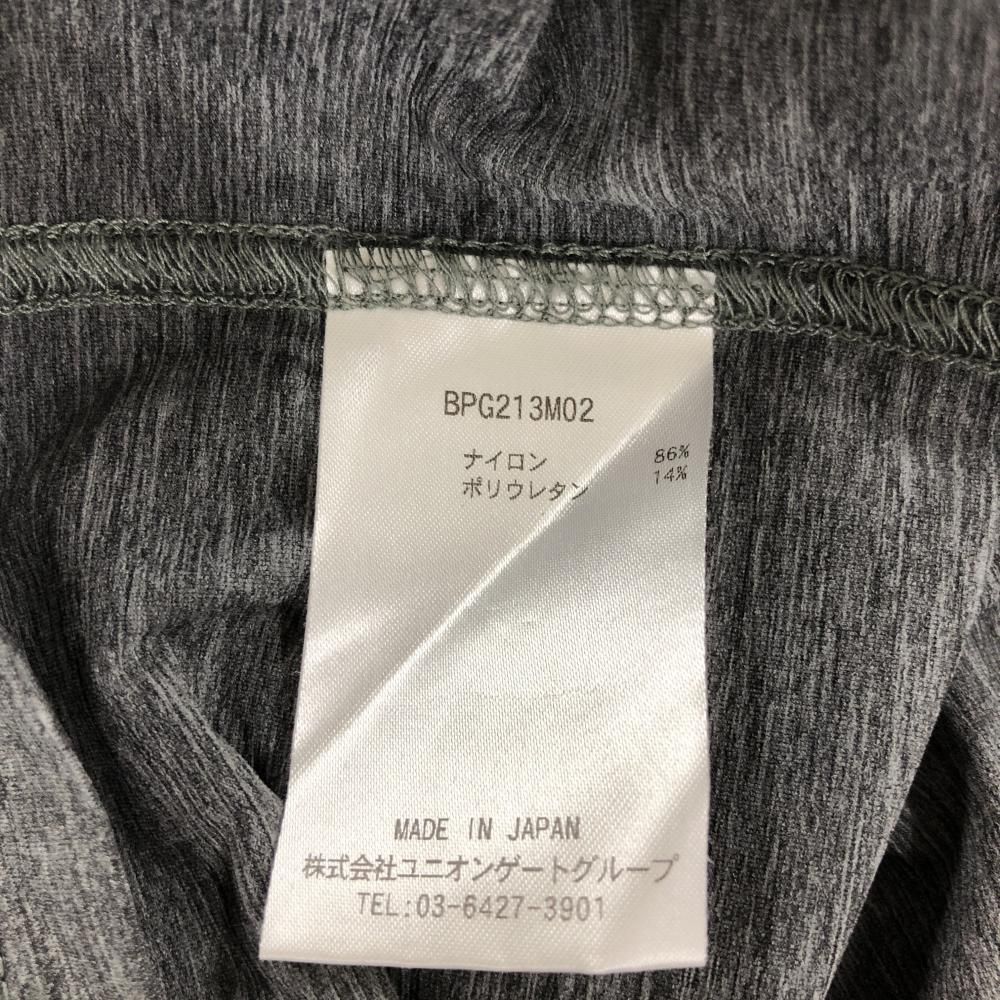 BPG213M02
ナイロン 86%
ポリウレタン 14%
MADE IN JAPAN
株式会社ユニオンゲートグループ
TEL:03-6427-3901